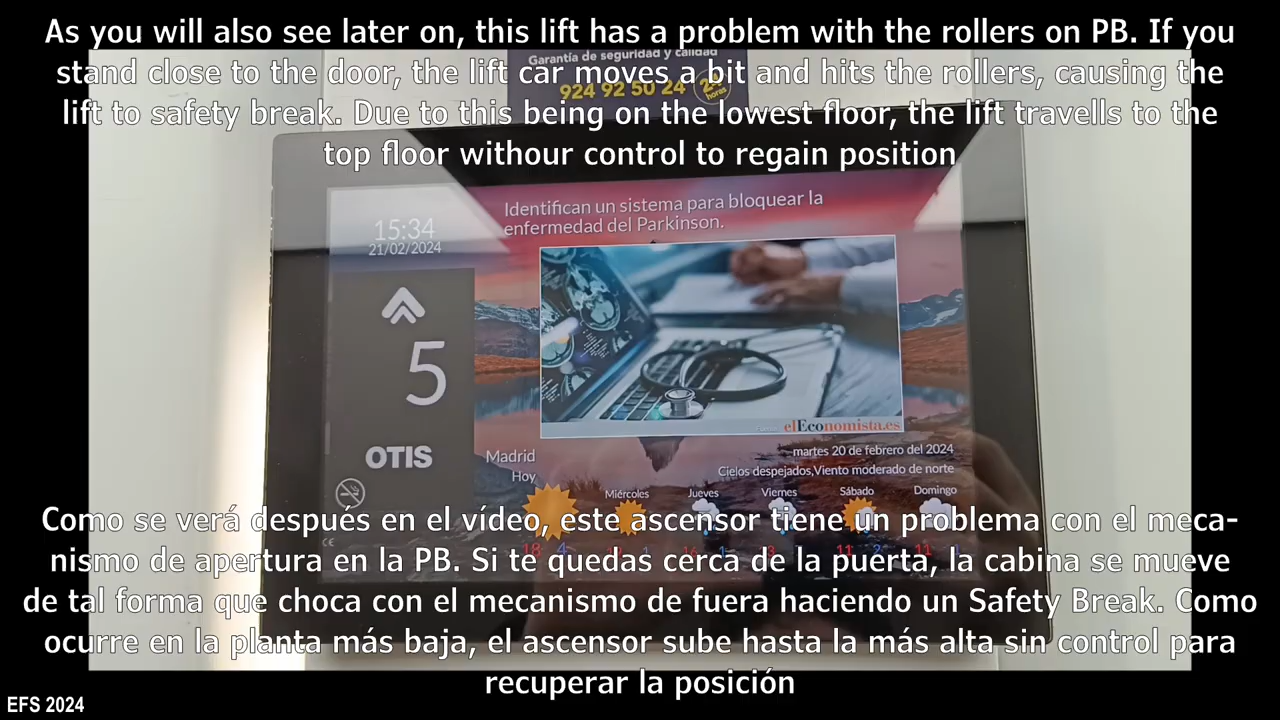 As you will also see later on, this lift has a problem with the rollers on PB. If you
stand close to the door, the lift car moves a bit and hits the rollers, causing the
lift to safety break. Due to this being on the lowest floor, the lift travells to the
top floor withour control to regain position
Garantía de seguridad y calidad
924 92 50 24
24
horas
15:34
21/02/2024
5
OTIS
Identifican un sistema para bloquear la
enfermedad del Parkinson.
elEconomista.es
martes 20 de febrero del 2024
Cielos despejados,Viento moderado de norte
Madrid
Hoy
Miércoles
Jueves
Viernes
Sábado
Domingo
18 4
11 2
11
CE
Como se verá después en el vídeo, este ascensor tiene un problema con el meca-
nismo de apertura en la PB. Si te quedas cerca de la puerta, la cabina se mueve
de tal forma que choca con el mecanismo de fuera haciendo un Safety Break. Como
ocurre en la planta más baja, el ascensor sube hasta la más alta sin control para
recuperar la posición
EFS 2024